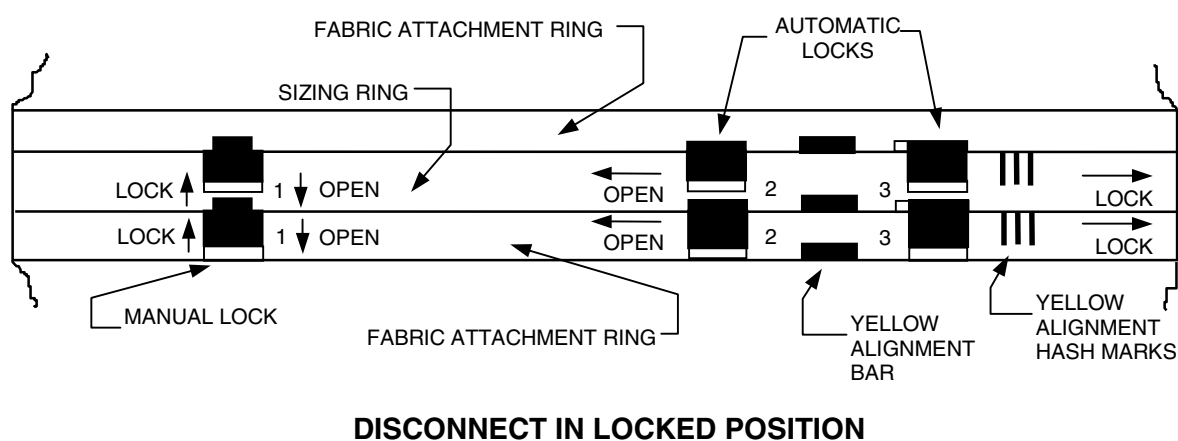 FABRIC ATTACHMENT RING
AUTOMATIC
LOCKS
SIZING RING
LOCK 1 OPEN OPEN 2 3 LOCK
LOCK 1 OPEN OPEN 2 3 LOCK
MANUAL LOCK
FABRIC ATTACHMENT RING
YELLOW
ALIGNMENT
BAR
YELLOW
ALIGNMENT
HASH MARKS
DISCONNECT IN LOCKED POSITION